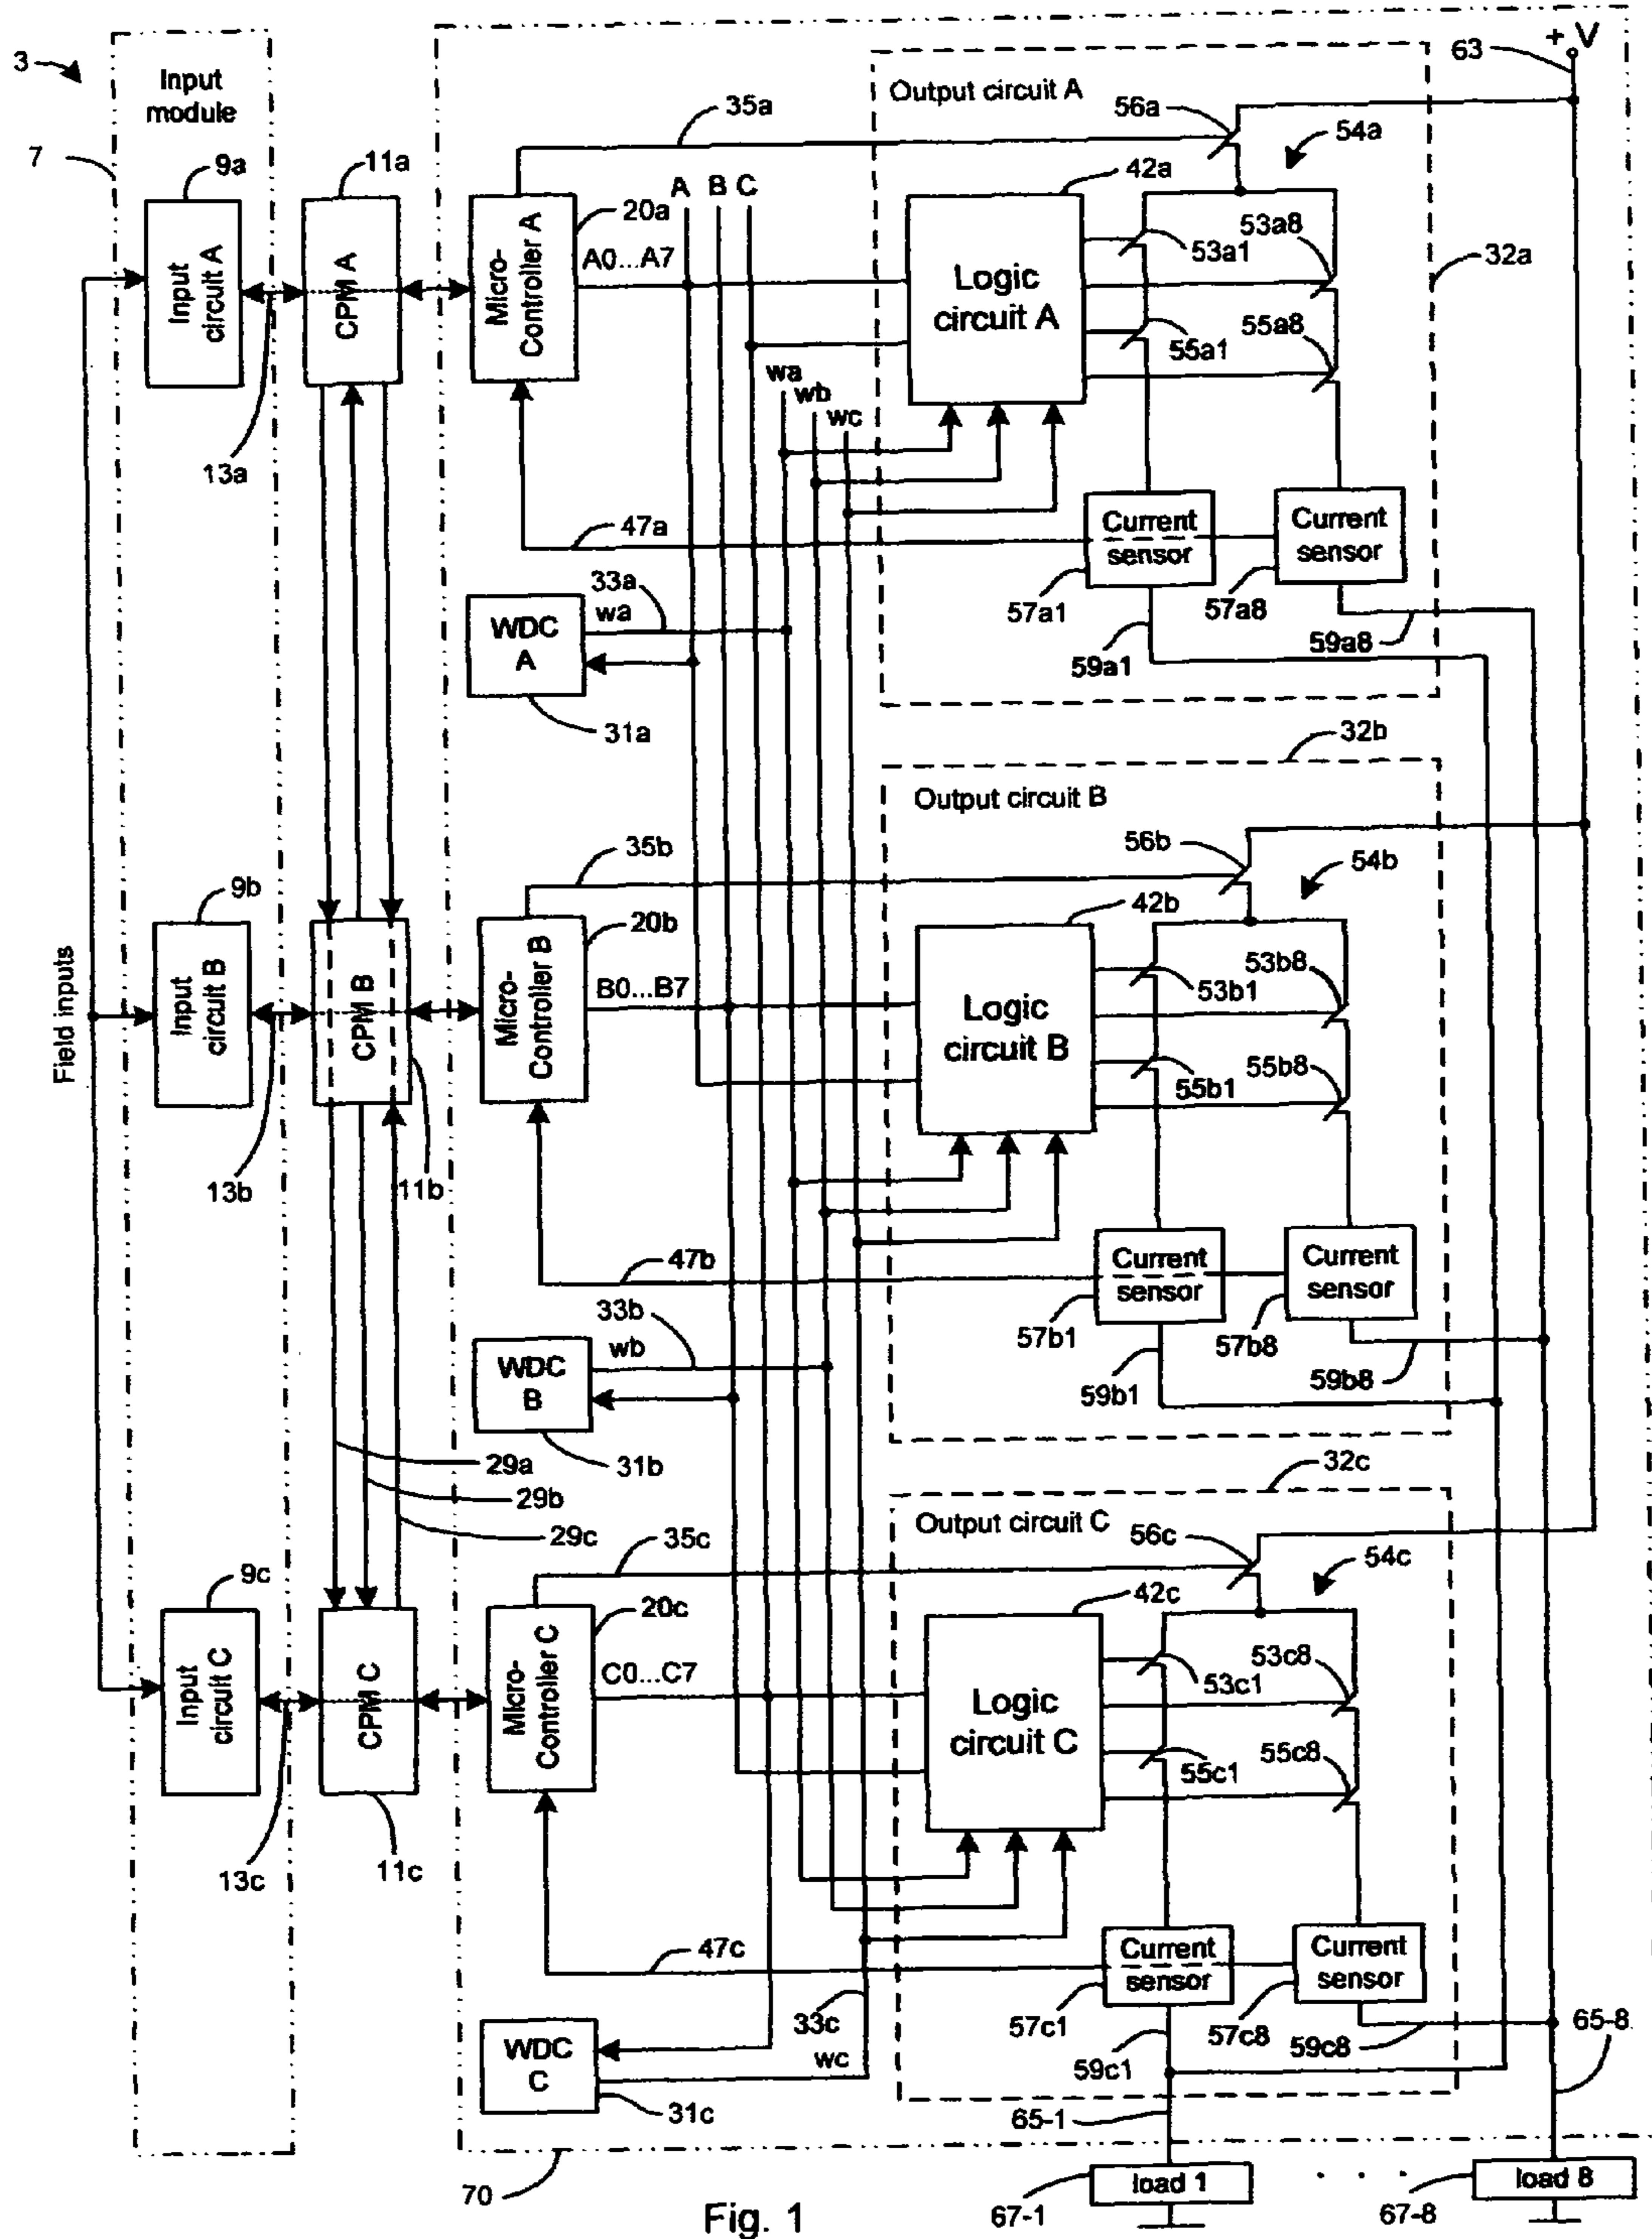 + V
63
3
Input
module
Output circuit A
56a
54a
35a
7
9a
11a
A B C
42a
20a
53a8
53a1
32a
Input
circuit A
CPM A
Micro-
Controller A
A0...A7
Logic
circuit A
55a8
55a1
wa
wb
wc
13a
47a
Current
sensor
Current
sensor
33a
wa
57a1
57a8
WDC
A
59a1
59a8
31a
32b
Output circuit B
56b
54b
35b
9b
42b
20b
53b8
53b1
Field inputs
Input
circuit B
CPM B
Micro-
Controller B
B0...B7
Logic
circuit B
55b8
55b1
13b
11b
47b
Current
sensor
Current
sensor
33b
wb
57b1
57b8
WDC
B
59b1
59b8
31b
29a
29b
29c
32c
Output circuit C
56c
54c
35c
9c
42c
20c
53c8
53c1
Input
circuit C
CPM C
Micro-
Controller C
C0...C7
Logic
circuit C
55c8
55c1
13c
11c
47c
Current
sensor
Current
sensor
33c
wc
57c1
57c8
65-8
WDC
C
59c1
59c8
31c
65-1
70
67-1
load 1
. . .
67-8
load 8
Fig. 1